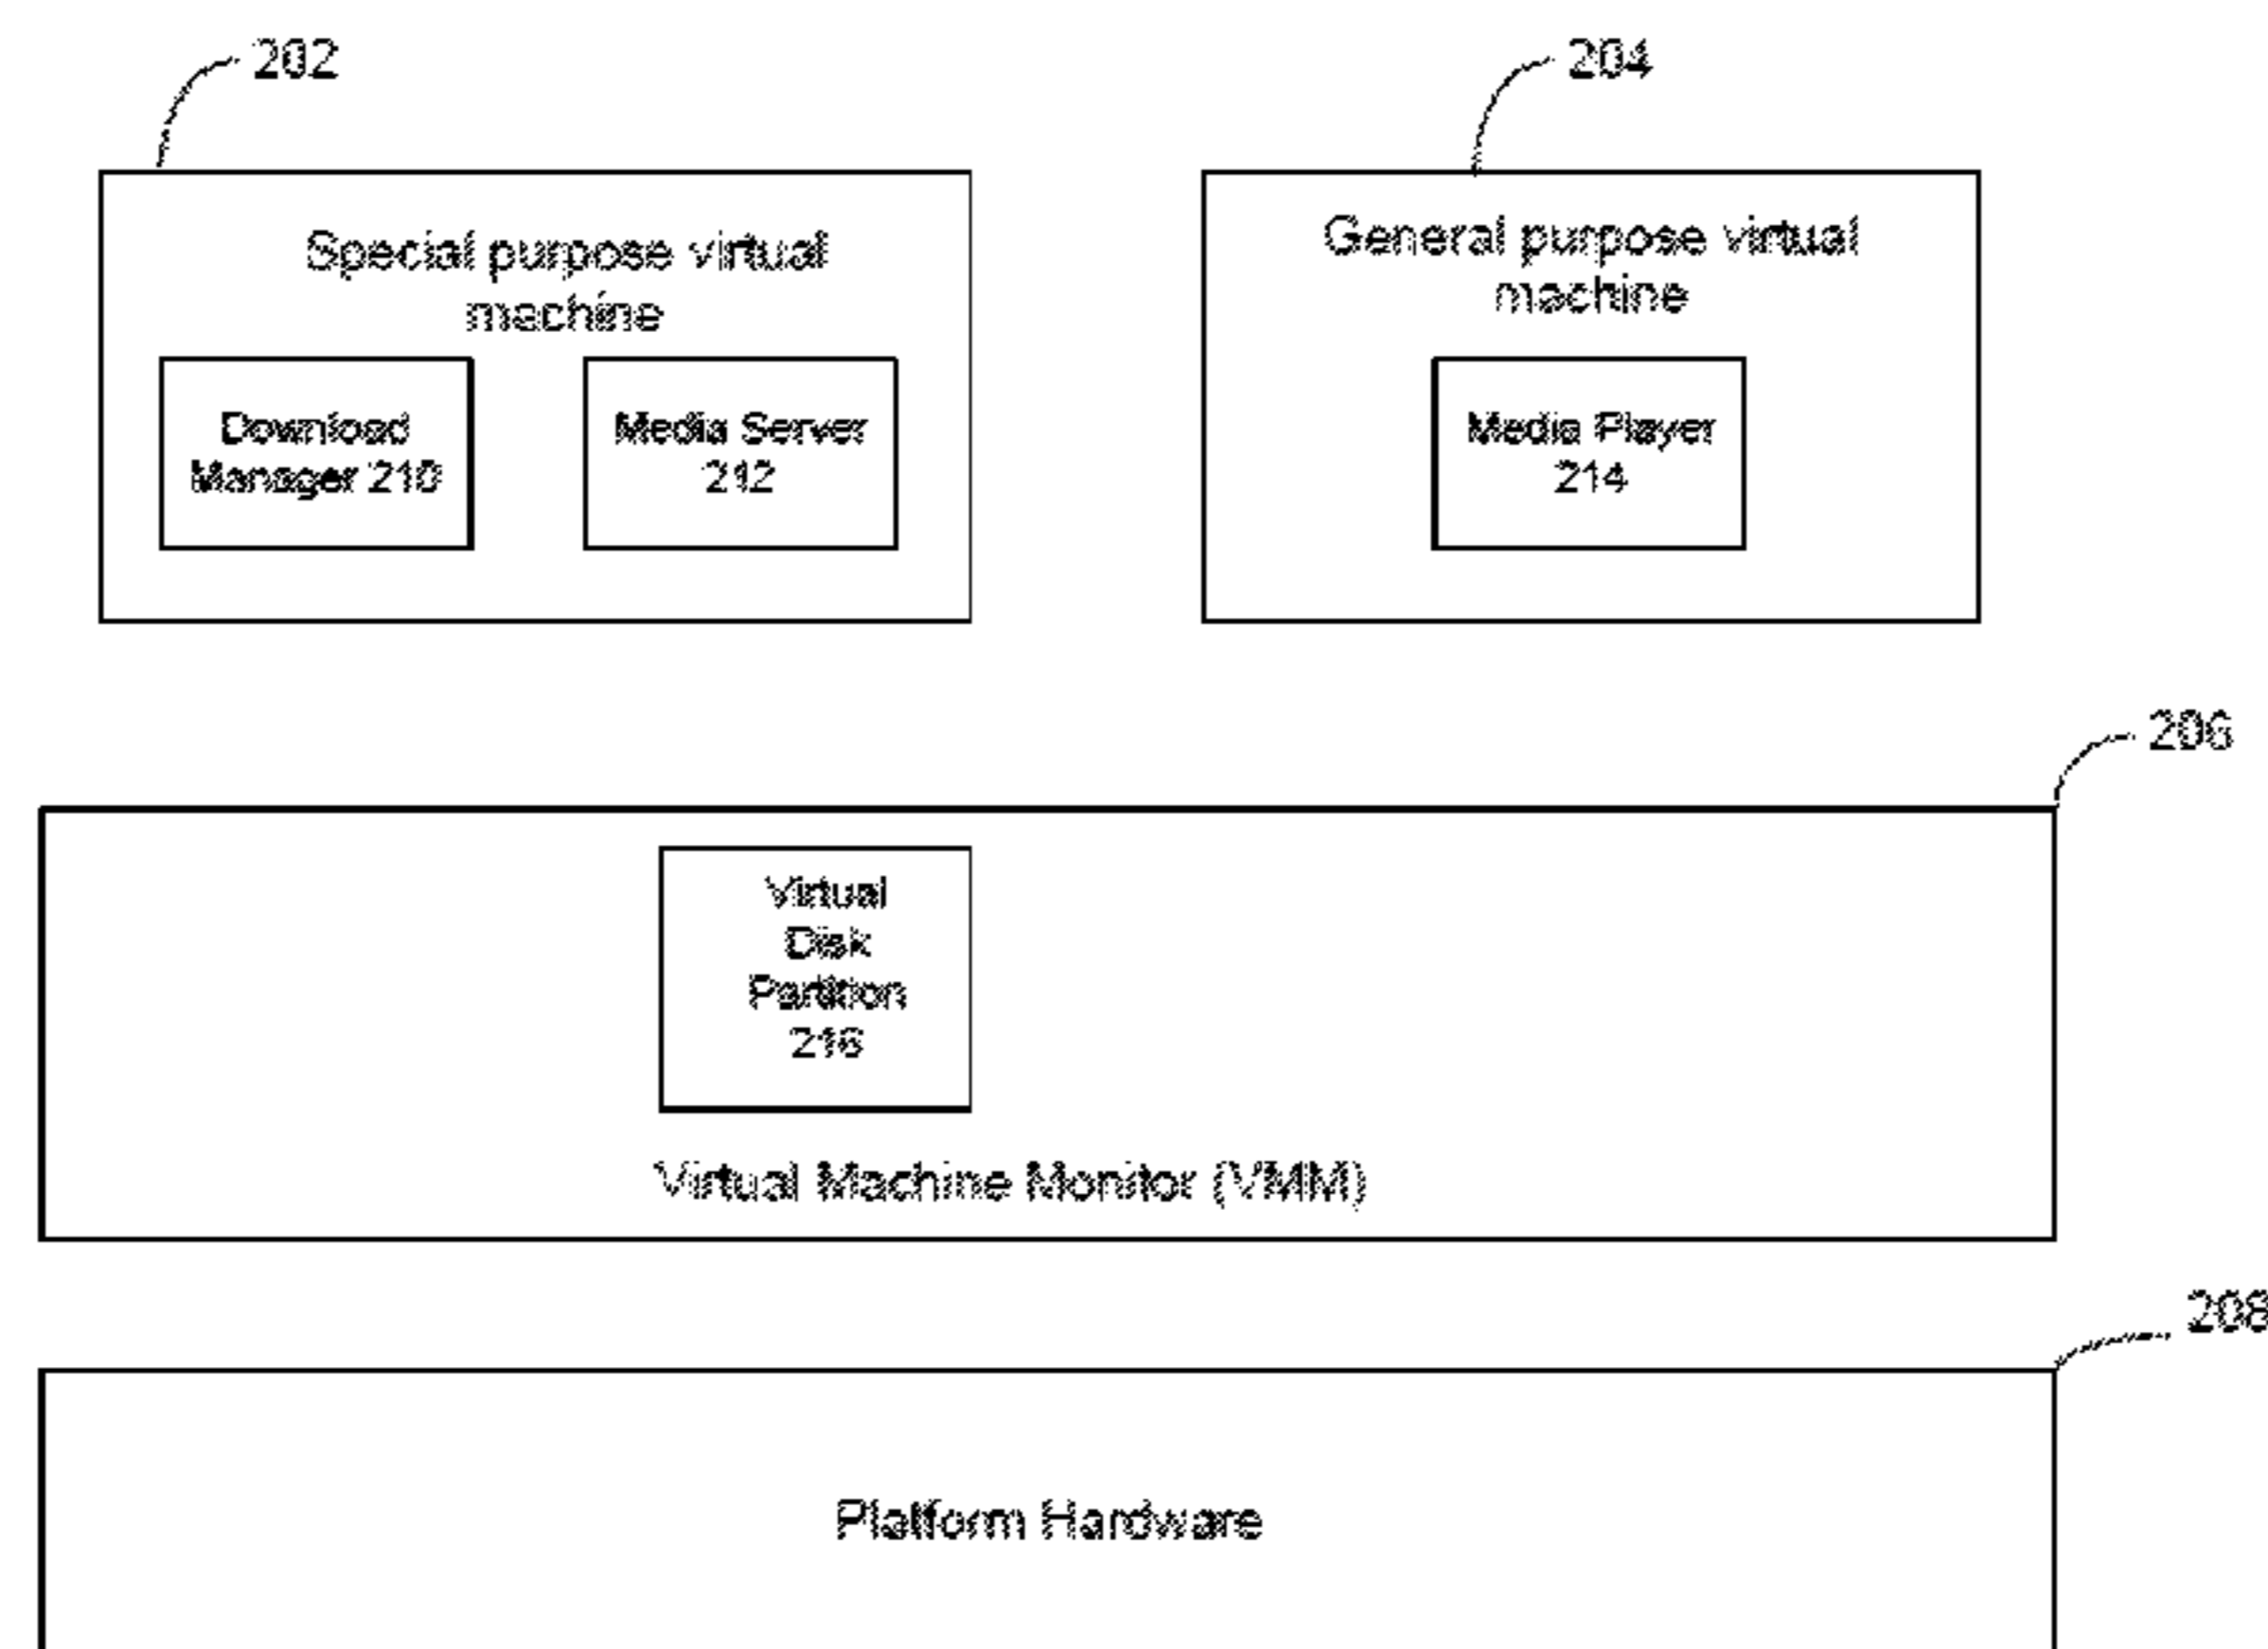 202
204
Special purpose virtual
machine
General purpose virtual
machine
Download
Manager 210
Media Server
212
Media Player
214
206
Virtual
Disk
Partition
216
Virtual Machine Monitor (VMM)
208
Platform Hardware